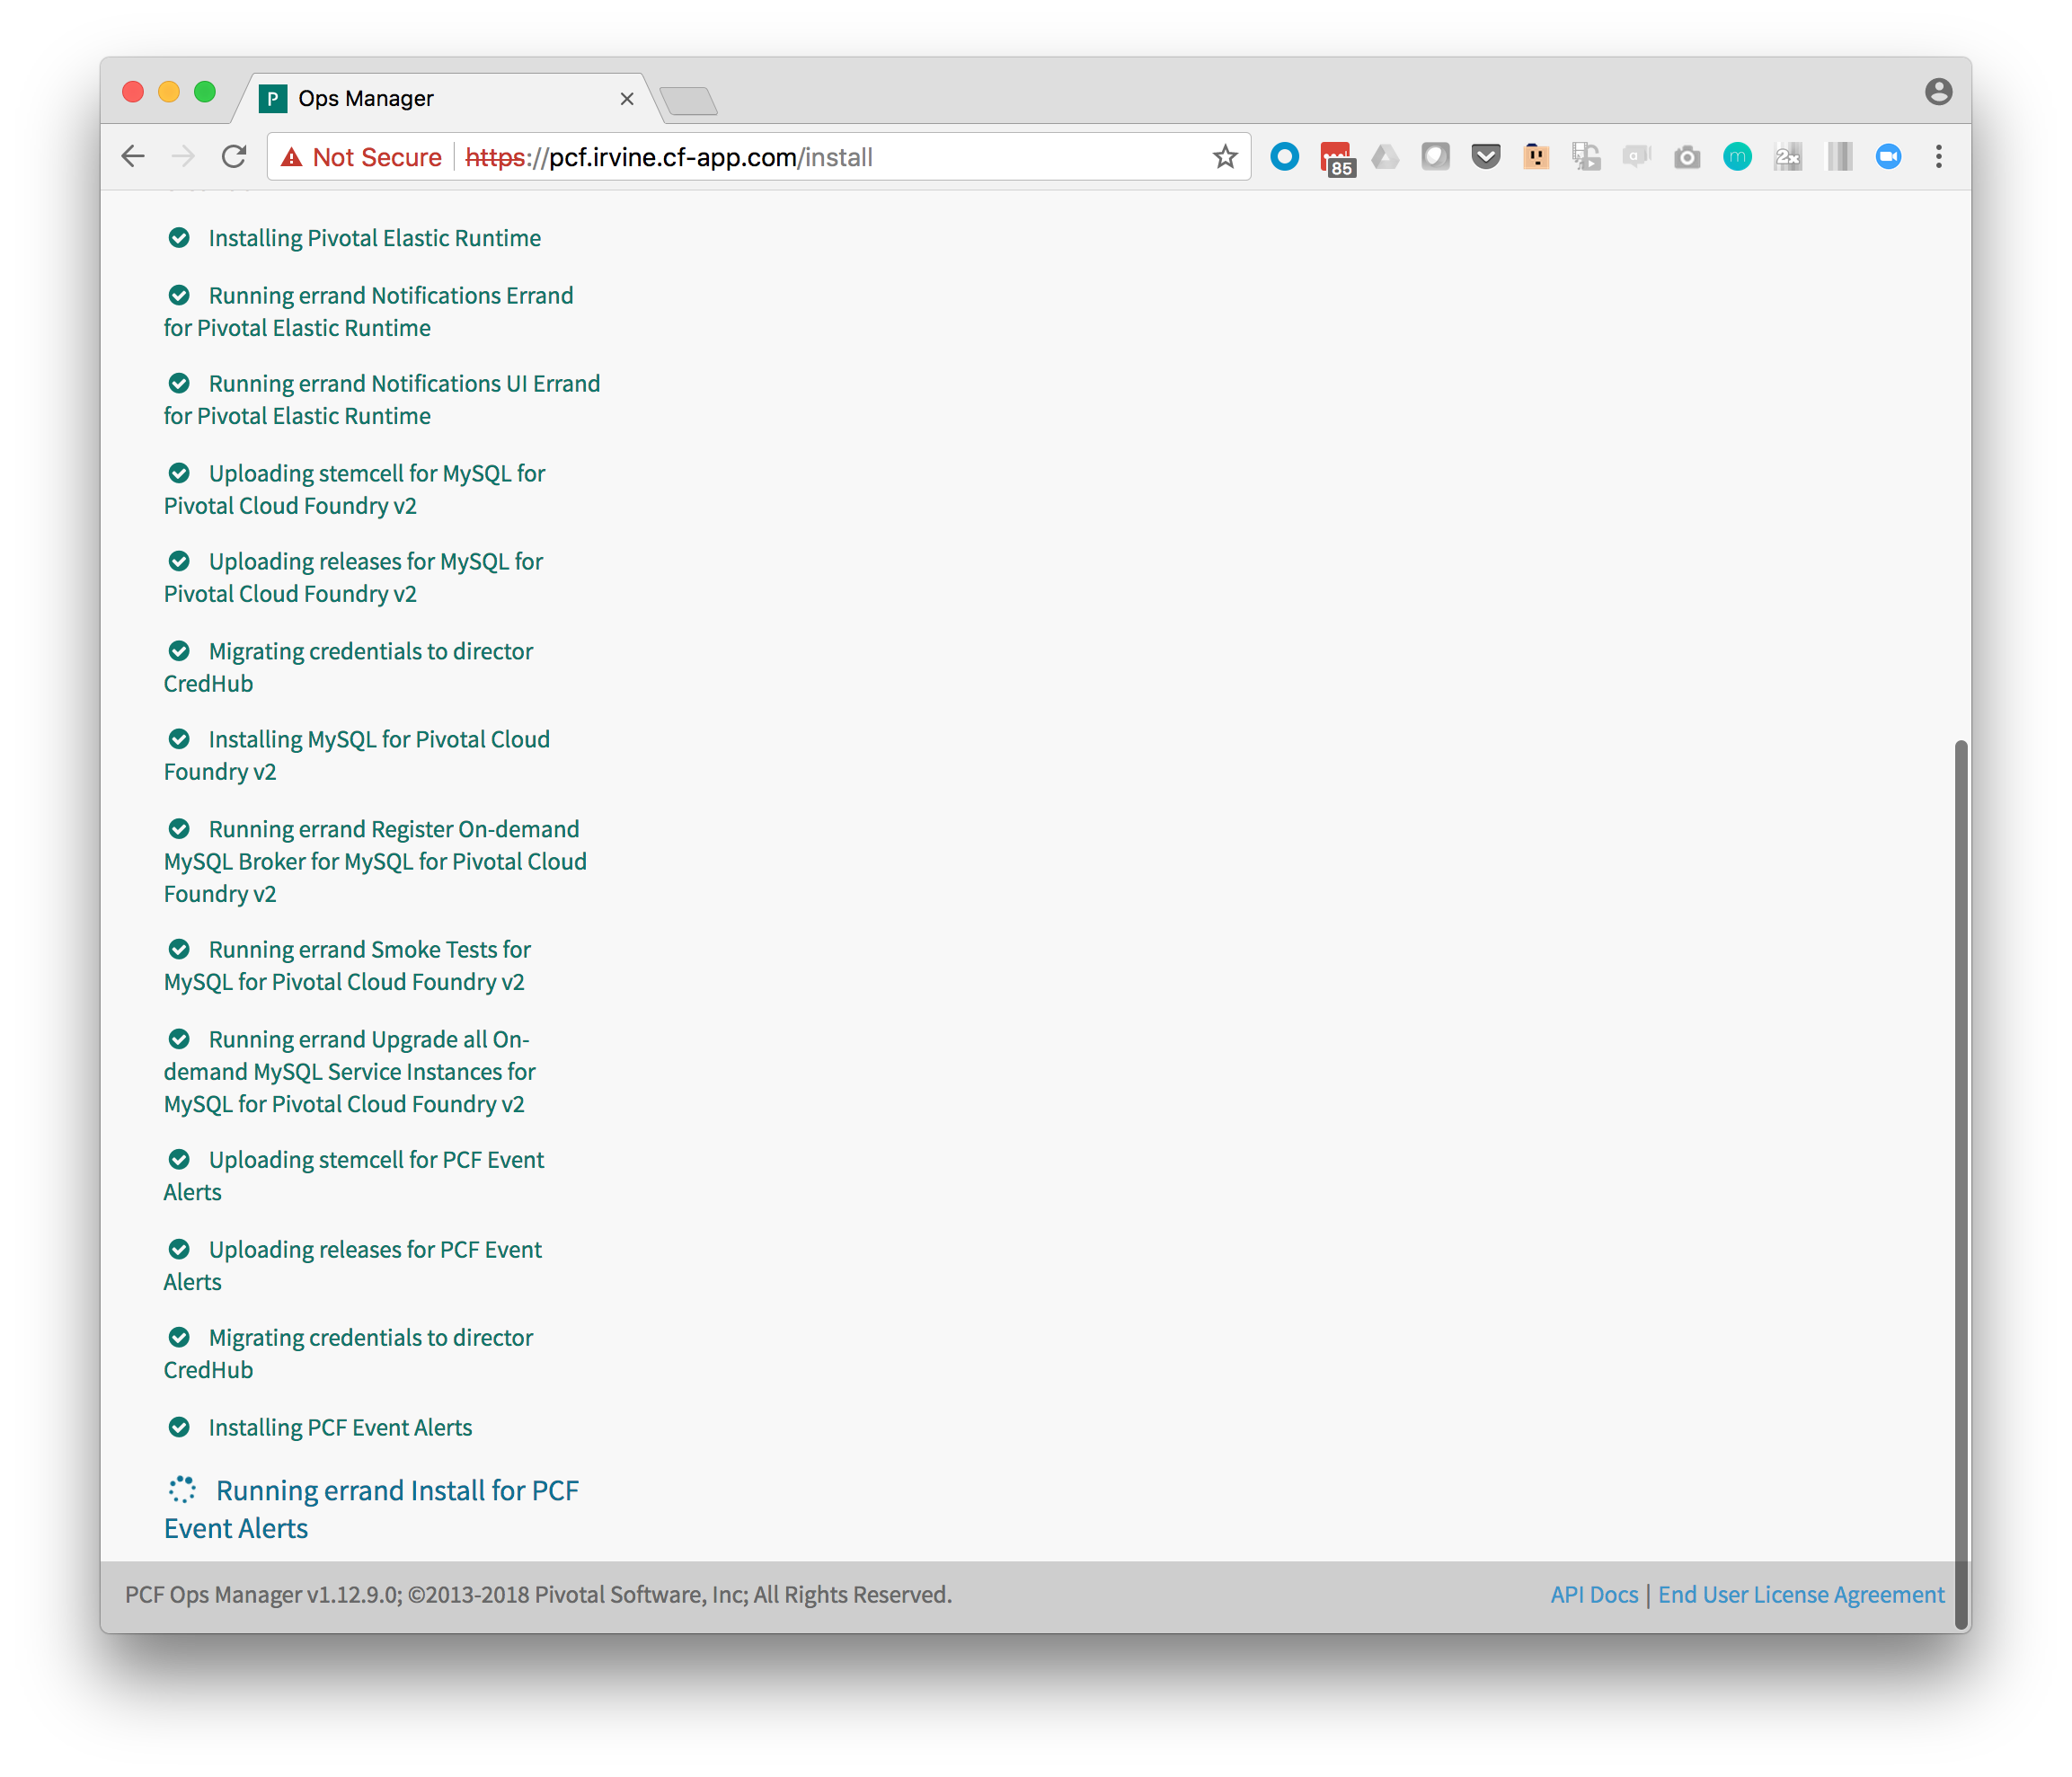 P Ops Manager
Not Secure https://pcf.irvine.cf-app.com/install
85
a
m
2x
Installing Pivotal Elastic Runtime
Running errand Notifications Errand
for Pivotal Elastic Runtime
Running errand Notifications UI Errand
for Pivotal Elastic Runtime
Uploading stemcell for MySQL for
Pivotal Cloud Foundry v2
Uploading releases for MySQL for
Pivotal Cloud Foundry v2
Migrating credentials to director
CredHub
Installing MySQL for Pivotal Cloud
Foundry v2
Running errand Register On-demand
MySQL Broker for MySQL for Pivotal Cloud
Foundry v2
Running errand Smoke Tests for
MySQL for Pivotal Cloud Foundry v2
Running errand Upgrade all On-
demand MySQL Service Instances for
MySQL for Pivotal Cloud Foundry v2
Uploading stemcell for PCF Event
Alerts
Uploading releases for PCF Event
Alerts
Migrating credentials to director
CredHub
Installing PCF Event Alerts
Running errand Install for PCF
Event Alerts
PCF Ops Manager v1.12.9.0; ©2013-2018 Pivotal Software, Inc; All Rights Reserved.
API Docs | End User License Agreement